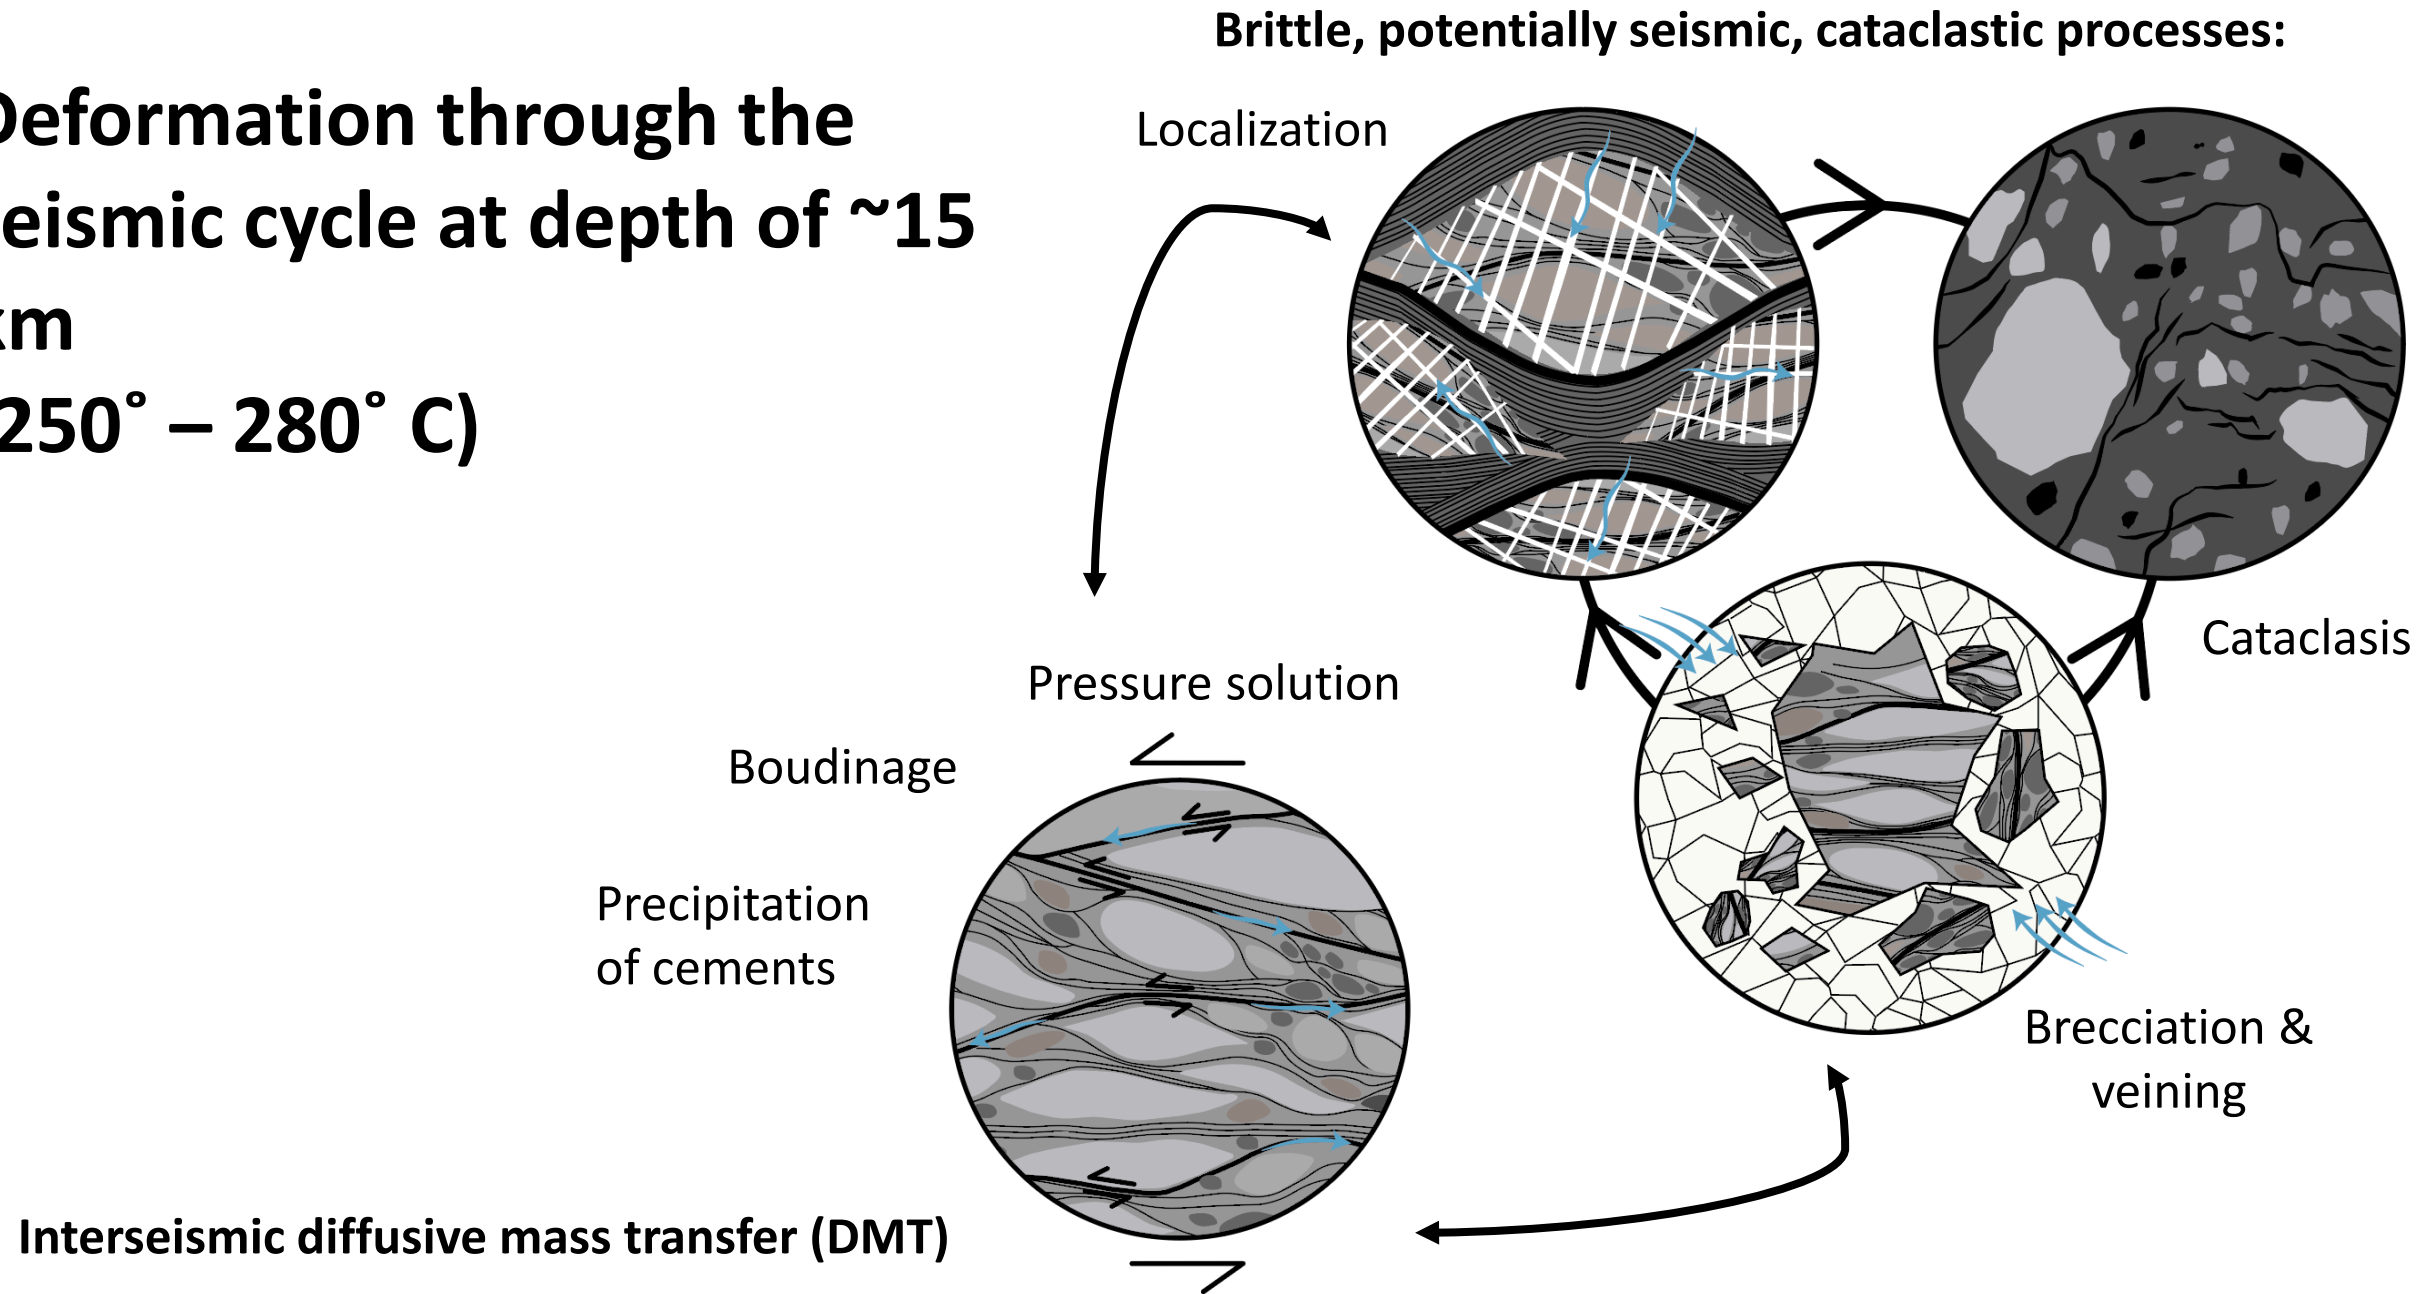 Brittle, potentially seismic, cataclastic processes:
Deformation through the
eismic cycle at depth of ~15
km
250° – 280° C)
Localization
Cataclasis
Pressure solution
Boudinage
Precipitation
of cements
Brecciation &
veining
Interseismic diffusive mass transfer (DMT)